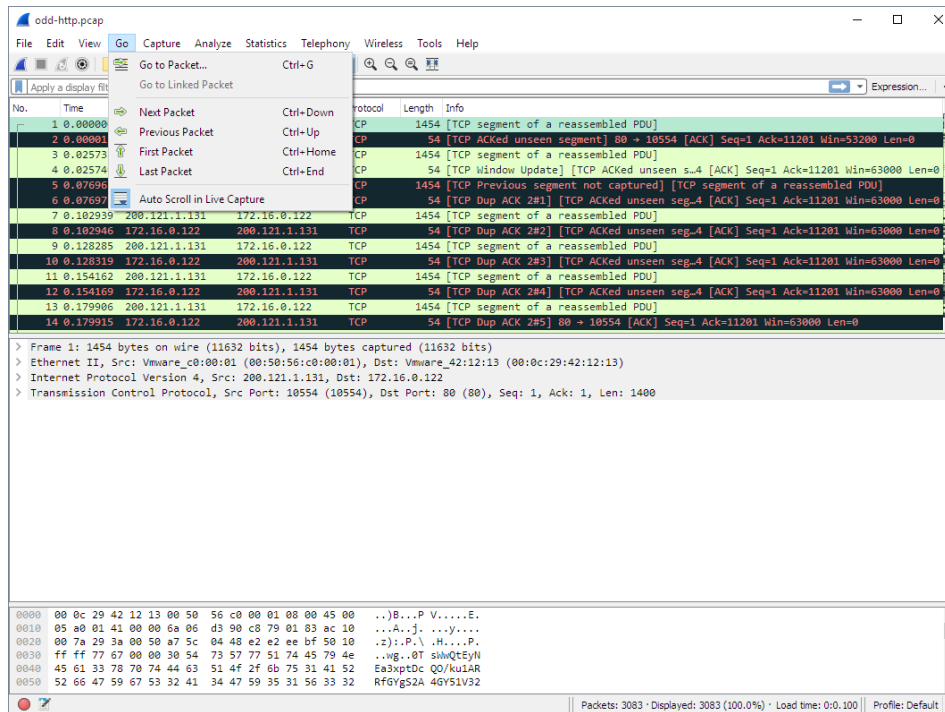 odd-http.pcap
File Edit View Go Capture Analyze Statistics Telephony Wireless Tools Help
Go to Packet... Ctrl+G
Go to Linked Packet
Next Packet Ctrl+Down
Previous Packet Ctrl+Up
First Packet Ctrl+Home
Last Packet Ctrl+End
Auto Scroll in Live Capture
Apply a display filt Expression...
No. Time rotocol Length Info
1 0.00000 CP 1454 [TCP segment of a reassembled PDU]
2 0.00001 CP 54 [TCP ACKed unseen segment] 80 → 10554 [ACK] Seq=1 Ack=11201 Win=53200 Len=0
3 0.02573 CP 1454 [TCP segment of a reassembled PDU]
4 0.02574 CP 54 [TCP Window Update] [TCP ACKed unseen s…4 [ACK] Seq=1 Ack=11201 Win=63000 Len=0
5 0.07696 CP 1454 [TCP Previous segment not captured] [TCP segment of a reassembled PDU]
6 0.07697 CP 54 [TCP Dup ACK 2#1] [TCP ACKed unseen seg…4 [ACK] Seq=1 Ack=11201 Win=63000 Len=0
7 0.102939 200.121.1.131 172.16.0.122 TCP 1454 [TCP segment of a reassembled PDU]
8 0.102946 172.16.0.122 200.121.1.131 TCP 54 [TCP Dup ACK 2#2] [TCP ACKed unseen seg…4 [ACK] Seq=1 Ack=11201 Win=63000 Len=0
9 0.128285 200.121.1.131 172.16.0.122 TCP 1454 [TCP segment of a reassembled PDU]
10 0.128319 172.16.0.122 200.121.1.131 TCP 54 [TCP Dup ACK 2#3] [TCP ACKed unseen seg…4 [ACK] Seq=1 Ack=11201 Win=63000 Len=0
11 0.154162 200.121.1.131 172.16.0.122 TCP 1454 [TCP segment of a reassembled PDU]
12 0.154169 172.16.0.122 200.121.1.131 TCP 54 [TCP Dup ACK 2#4] [TCP ACKed unseen seg…4 [ACK] Seq=1 Ack=11201 Win=63000 Len=0
13 0.179906 200.121.1.131 172.16.0.122 TCP 1454 [TCP segment of a reassembled PDU]
14 0.179915 172.16.0.122 200.121.1.131 TCP 54 [TCP Dup ACK 2#5] 80 → 10554 [ACK] Seq=1 Ack=11201 Win=63000 Len=0
> Frame 1: 1454 bytes on wire (11632 bits), 1454 bytes captured (11632 bits)
> Ethernet II, Src: Vmware_c0:00:01 (00:50:56:c0:00:01), Dst: Vmware_42:12:13 (00:0c:29:42:12:13)
> Internet Protocol Version 4, Src: 200.121.1.131, Dst: 172.16.0.122
> Transmission Control Protocol, Src Port: 10554 (10554), Dst Port: 80 (80), Seq: 1, Ack: 1, Len: 1400
0000 00 0c 29 42 12 13 00 50 56 c0 00 01 08 00 45 00 ..)B...P V.....E.
0010 05 a0 01 41 00 00 6a 06 d3 90 c8 79 01 83 ac 10 ...A..j. ...y....
0020 00 7a 29 3a 00 50 a7 5c 04 48 e2 e2 ee bf 50 10 .z):.P.\ .H....P.
0030 ff ff 77 67 00 00 30 54 73 57 77 51 74 45 79 4e ..wg..0T sWwQtEyN
0040 45 61 33 78 70 74 44 63 51 4f 2f 6b 75 31 41 52 Ea3xptDc QO/ku1AR
0050 52 66 47 59 67 53 32 41 34 47 59 35 31 56 33 32 RfGYgS2A 4GY51V32
Packets: 3083 · Displayed: 3083 (100.0%) · Load time: 0:0.100 Profile: Default